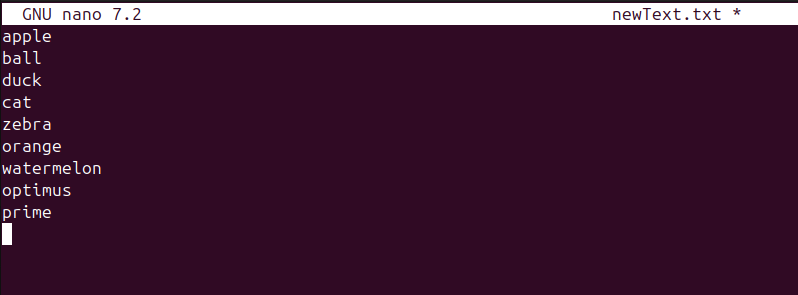 GNU nano 7.2 newText.txt *
apple
ball
duck
cat
zebra
orange
watermelon
optimus
prime